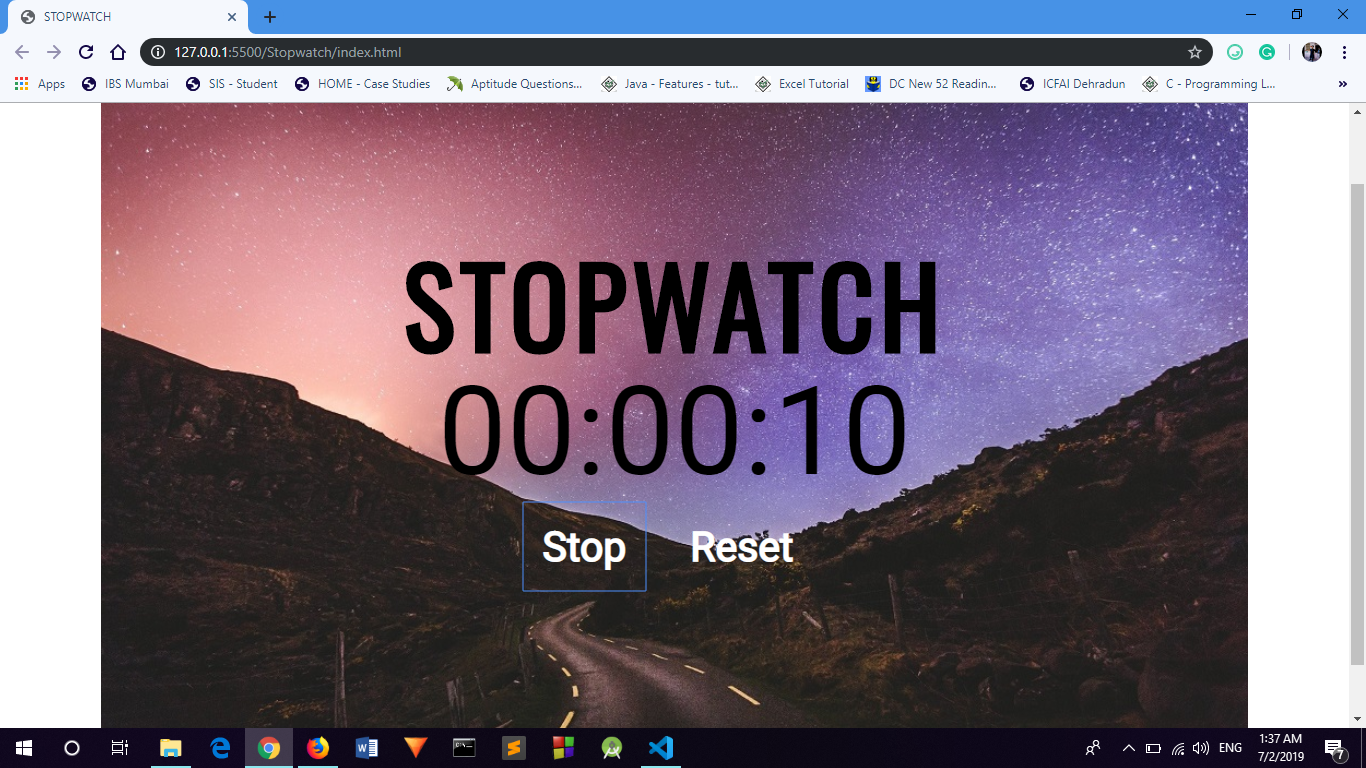 STOPWATCH
127.0.0.1:5500/Stopwatch/index.html
Apps IBS Mumbai SIS - Student HOME - Case Studies Aptitude Questions... Java - Features - tut... Excel Tutorial DC New 52 Readin... ICFAI Dehradun C - Programming L... »
STOPWATCH
00:00:10
Stop Reset
ENG 1:37 AM
7/2/2019 7